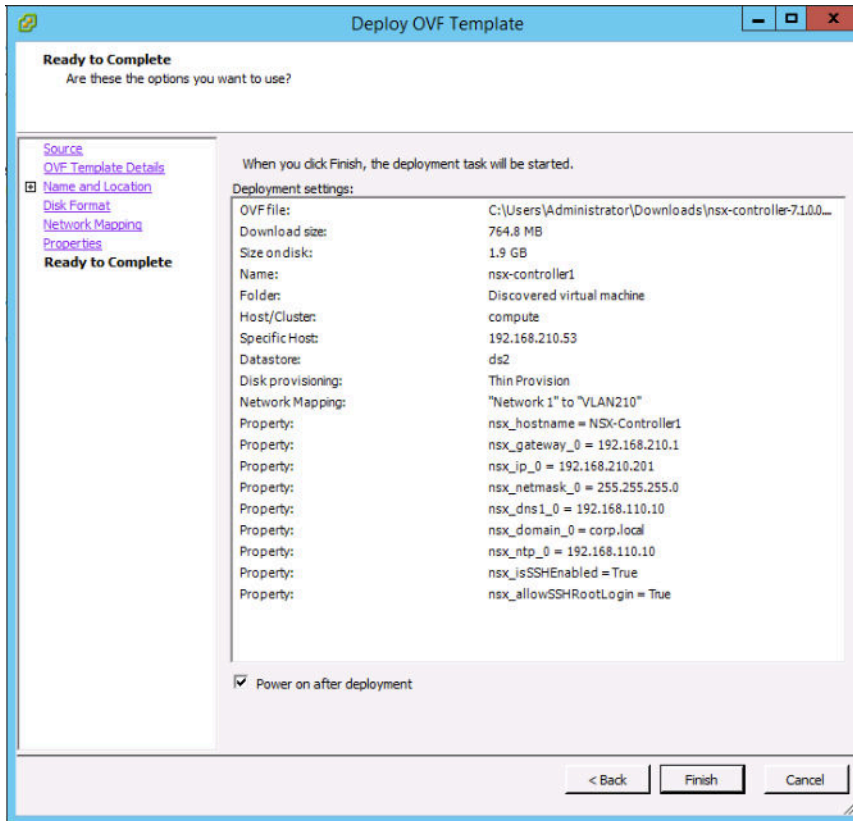 Deploy OVF Template
Ready to Complete
Are these the options you want to use?
Source
OVF Template Details
Name and Location
Disk Format
Network Mapping
Properties
Ready to Complete
When you click Finish, the deployment task will be started.
Deployment settings:
OVF file: C:\Users\Administrator\Downloads\nsx-controller-7.1.0.0....
Download size: 764.8 MB
Size on disk: 1.9 GB
Name: nsx-controller1
Folder: Discovered virtual machine
Host/Cluster: compute
Specific Host: 192.168.210.53
Datastore: ds2
Disk provisioning: Thin Provision
Network Mapping: "Network 1" to "VLAN210"
Property: nsx_hostname = NSX-Controller1
Property: nsx_gateway_0 = 192.168.210.1
Property: nsx_ip_0 = 192.168.210.201
Property: nsx_netmask_0 = 255.255.255.0
Property: nsx_dns1_0 = 192.168.110.10
Property: nsx_domain_0 = corp.local
Property: nsx_ntp_0 = 192.168.110.10
Property: nsx_isSSHEnabled = True
Property: nsx_allowSSHRootLogin = True
Power on after deployment
< Back Finish Cancel